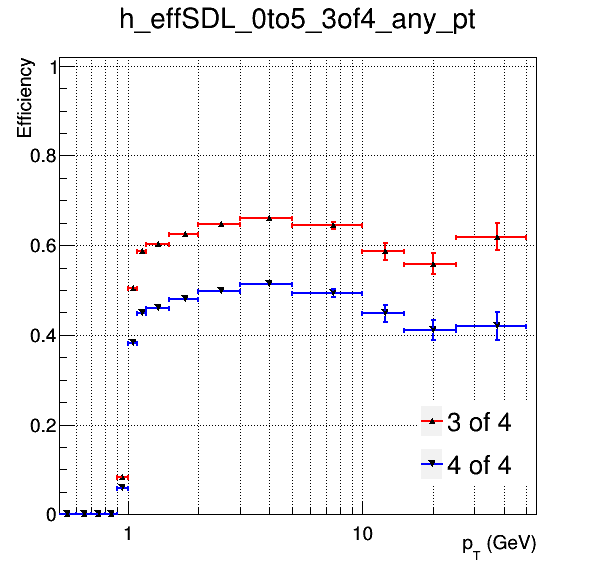 h_effSDL_0to5_3of4_any_pt
Efficiency
1
0.8
0.6
0.4
0.2
0
3 of 4
4 of 4
1
10
p_T (GeV)